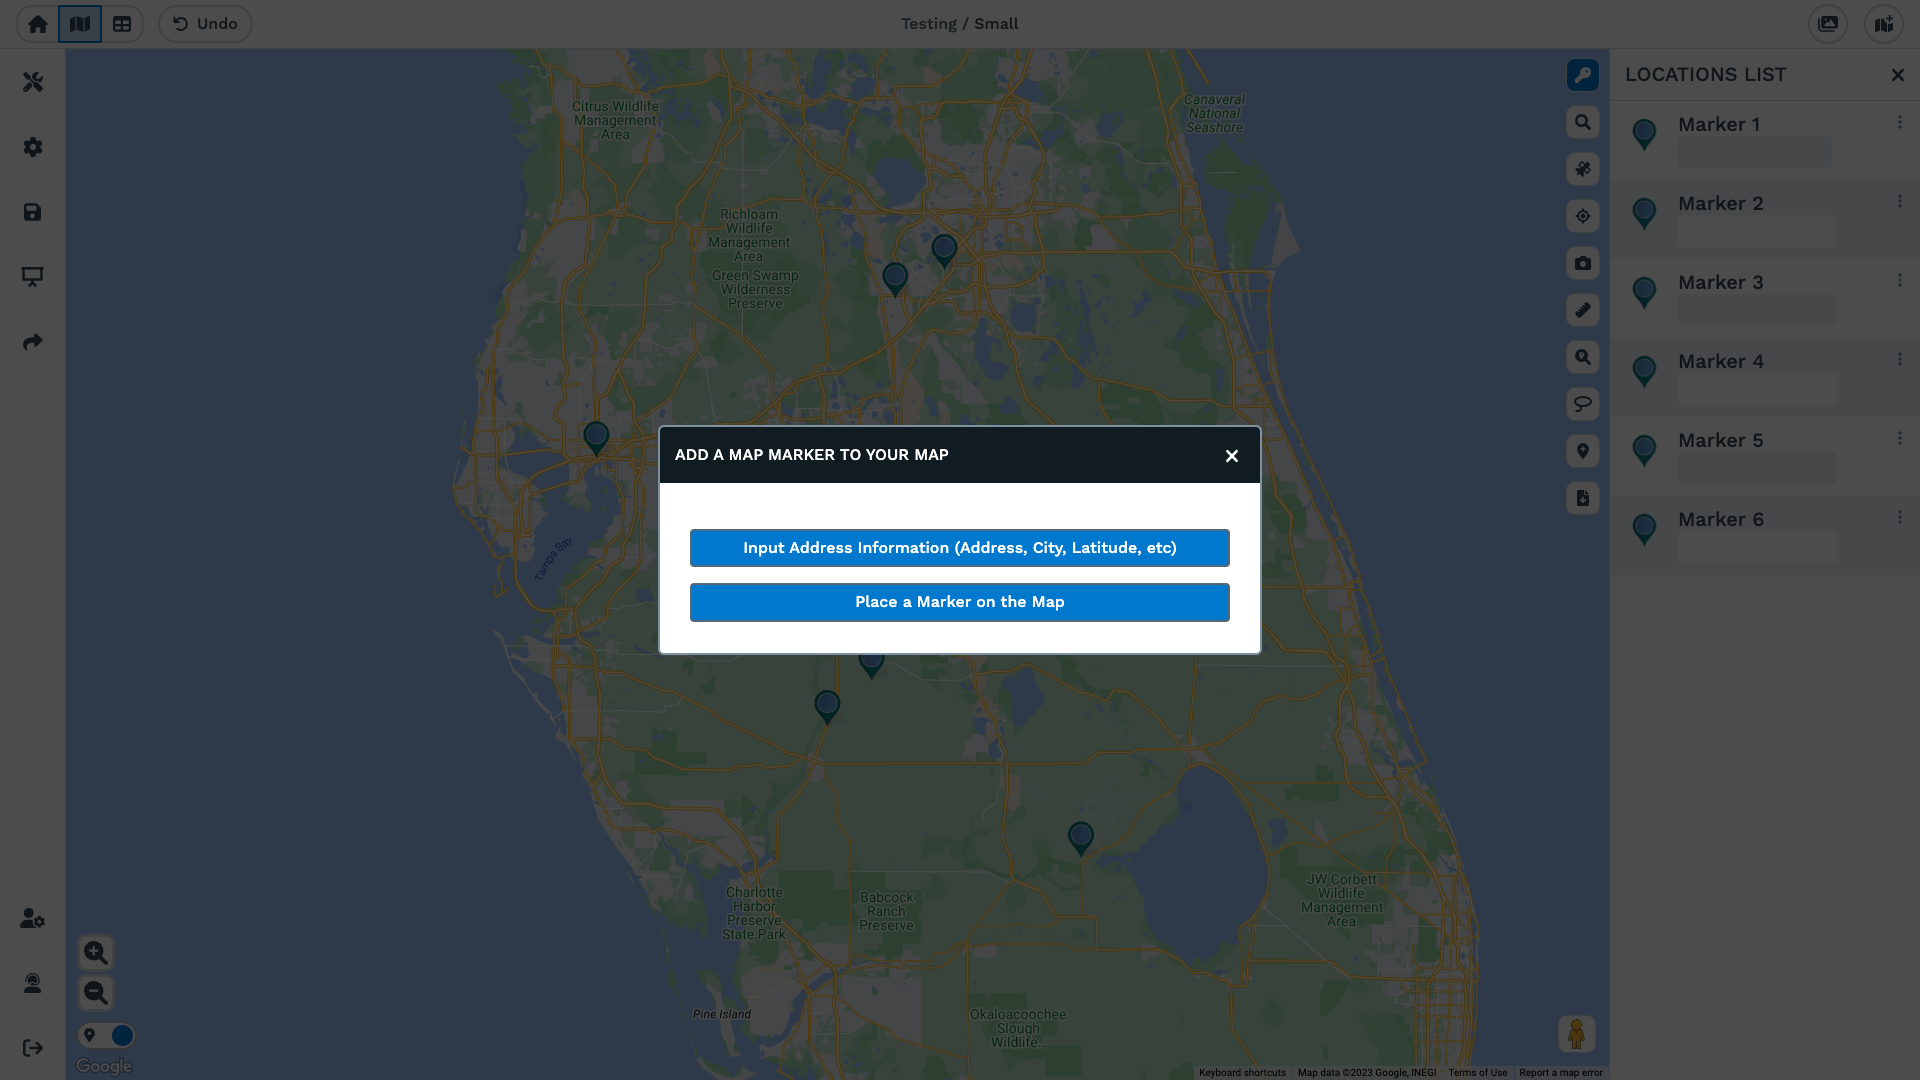 Undo
Testing / Small
LOCATIONS LIST
Marker 1
Marker 2
Marker 3
Marker 4
Marker 5
Marker 6
Citrus Wildlife
Management
Area
Canaveral
National
Seashore
Richloam
Wildlife
Management
Area
Green Swamp
Wilderness
Preserve
ADD A MAP MARKER TO YOUR MAP
Input Address Information (Address, City, Latitude, etc)
Place a Marker on the Map
Tampa Bay
Charlotte
Harbor
Preserve
State Park
Babcock
Ranch
Preserve
JW Corbett
Wildlife
Management
Area
Pine Island
Okaloacoochee
Slough
Wildlife...
Google
Keyboard shortcuts
Map data ©2023 Google, INEGI
Terms of Use
Report a map error